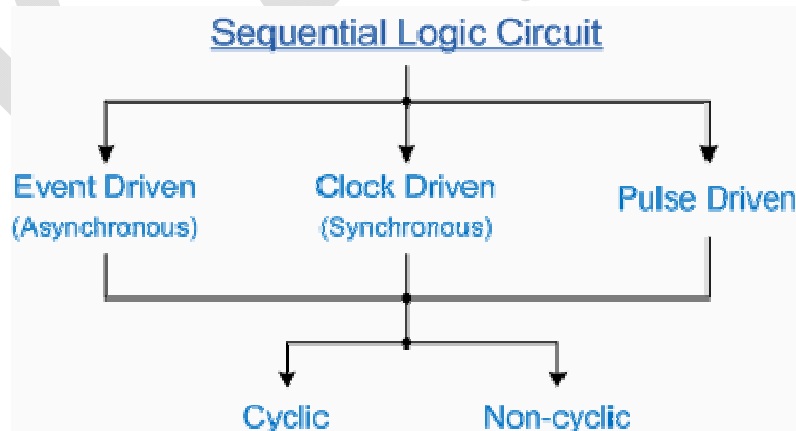 Sequential Logic Circuit
Event Driven
(Asynchronous)
Clock Driven
(Synchronous)
Pulse Driven
Cyclic
Non-cyclic